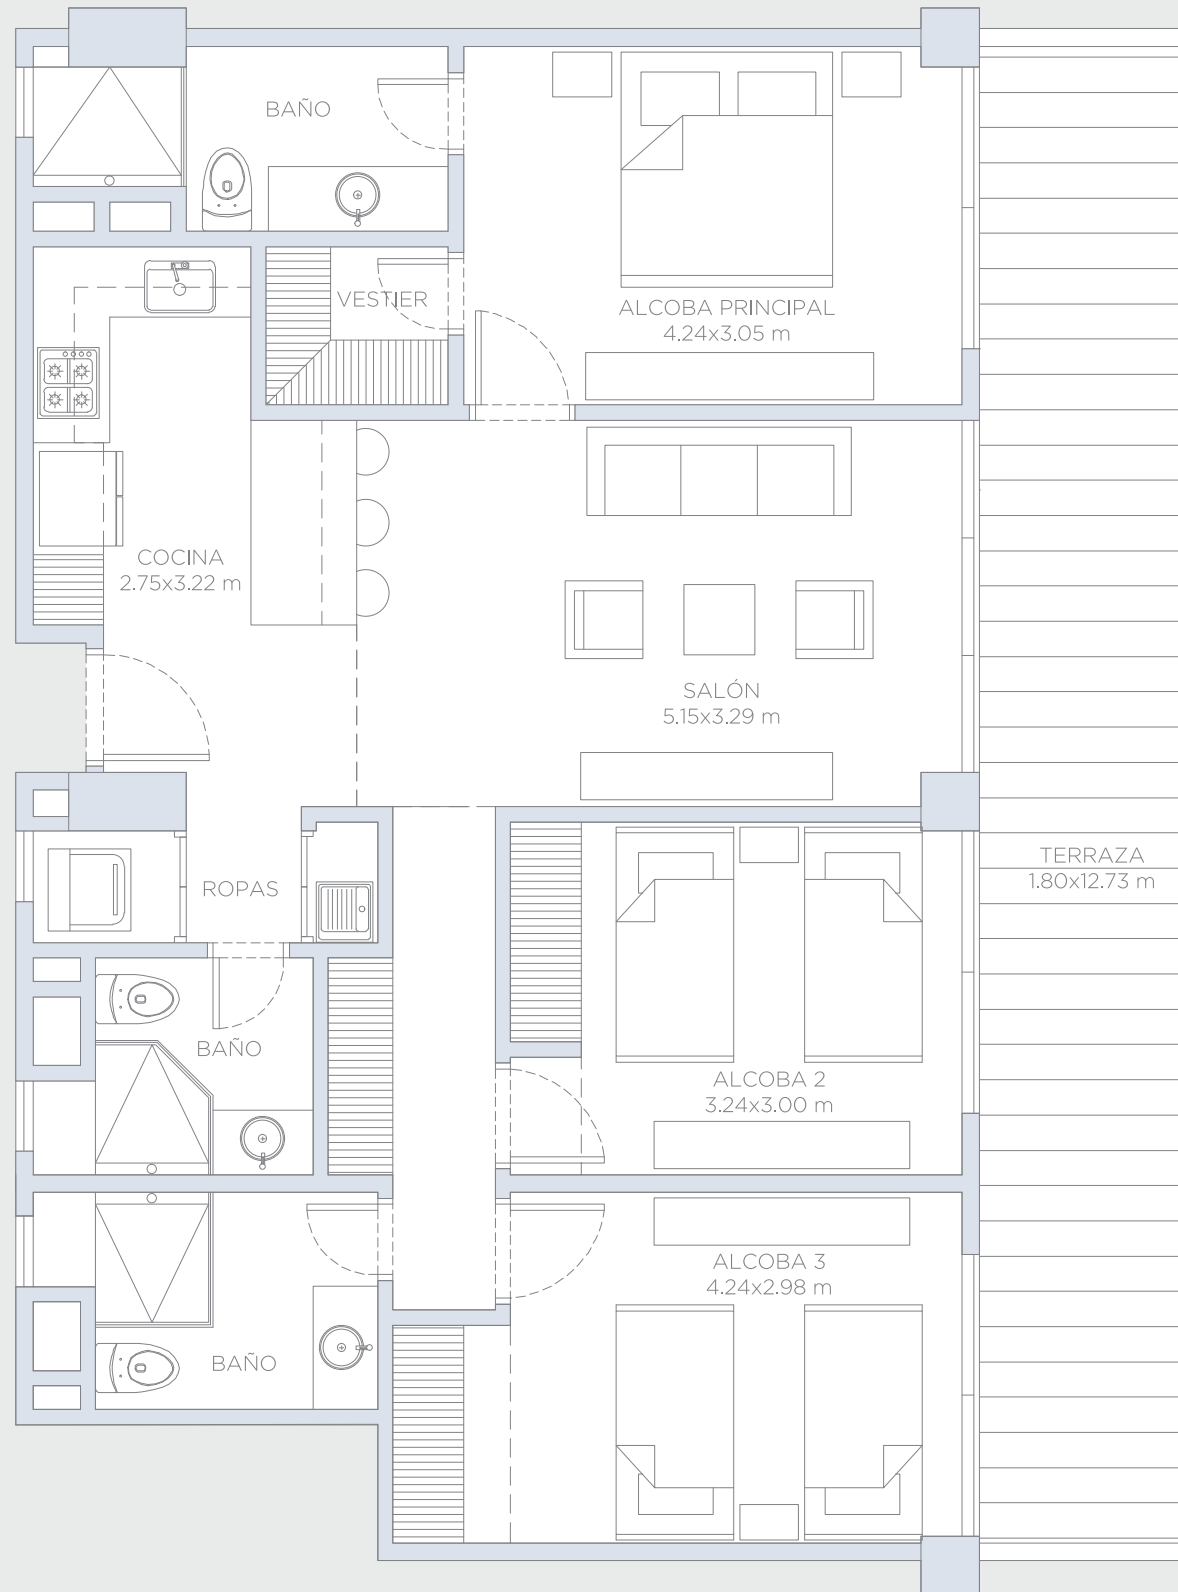 BAÑO
VESTIER
ALCOBA PRINCIPAL
4.24x3.05 m
COCINA
2.75x3.22 m
SALÓN
5.15x3.29 m
TERRAZA
1.80x12.73 m
ROPAS
BAÑO
ALCOBA 2
3.24x3.00 m
ALCOBA 3
4.24x2.98 m
BAÑO